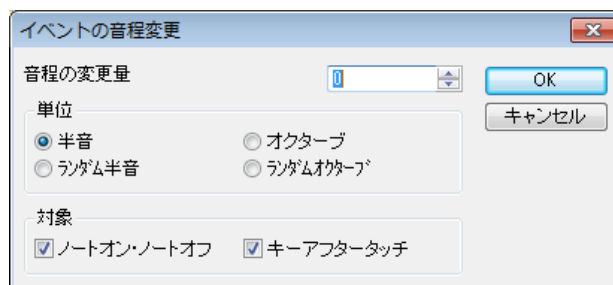 イベントの音程変更
音程の変更量 0 OK
単位 キャンセル
半音 オクターブ
ﾗﾝﾀﾞﾑ半音 ﾗﾝﾀﾞﾑｵｸﾀｰﾌﾞ
対象
ノートオン・ノートオフ キーアフタータッチ